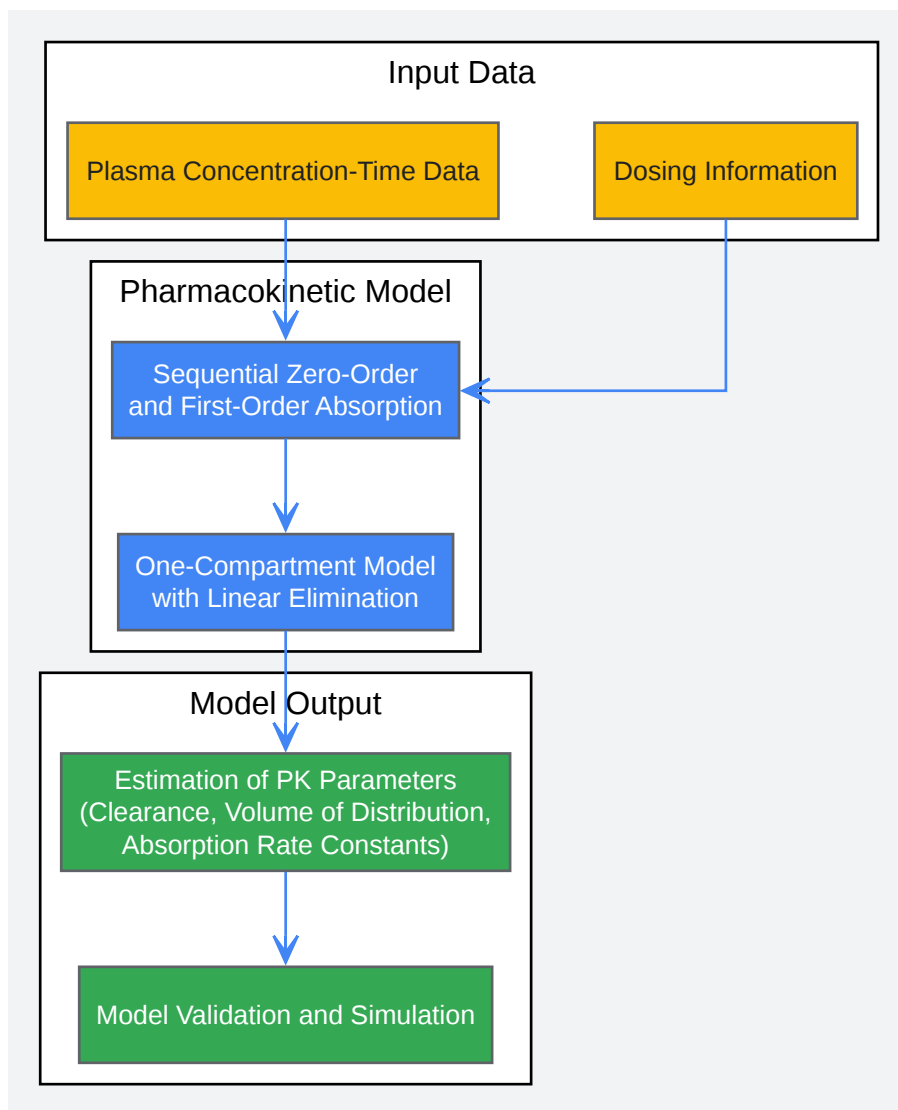 Input Data
Plasma Concentration-Time Data
Dosing Information
Pharmacokinetic Model
Sequential Zero-Order
and First-Order Absorption
One-Compartment Model
with Linear Elimination
Model Output
Estimation of PK Parameters
(Clearance, Volume of Distribution,
Absorption Rate Constants)
Model Validation and Simulation